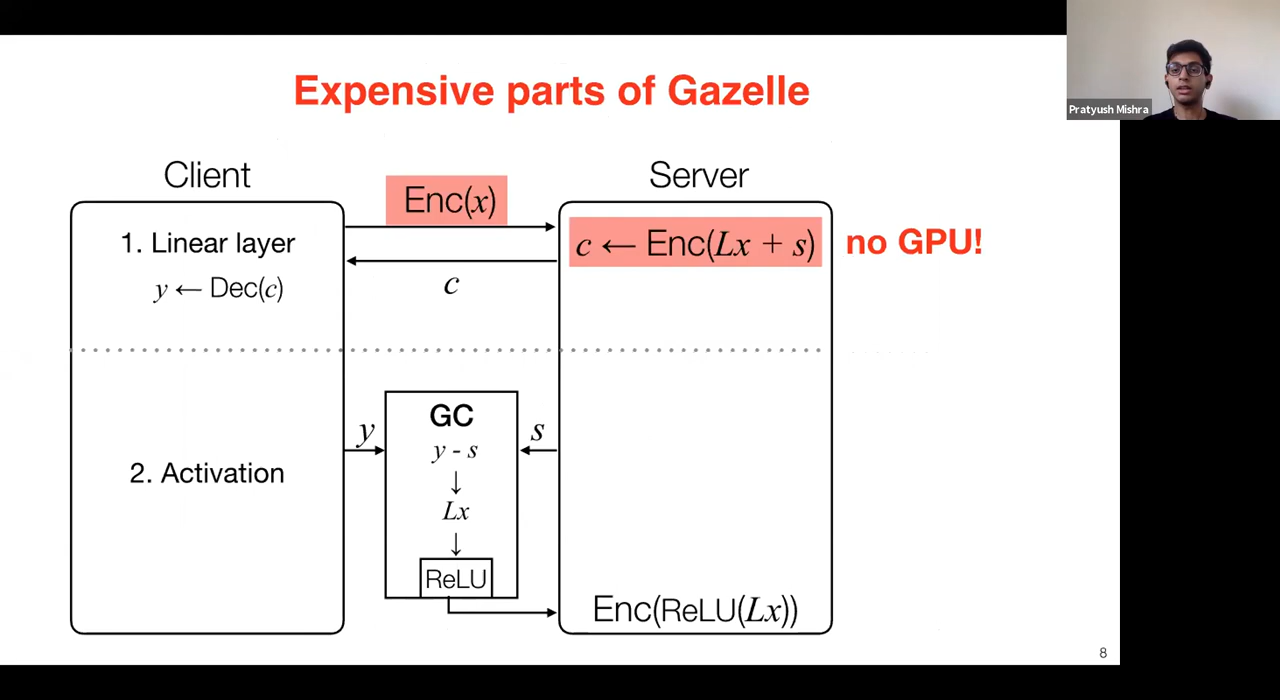 Expensive parts of Gazelle
Pratyush Mishra
Client
Server
Enc(x)
1. Linear layer
c ← Enc(Lx + s)
no GPU!
y ← Dec(c)
c
GC
y
s
y - s
↓
2. Activation
Lx
↓
ReLU
Enc(ReLU(Lx))
8